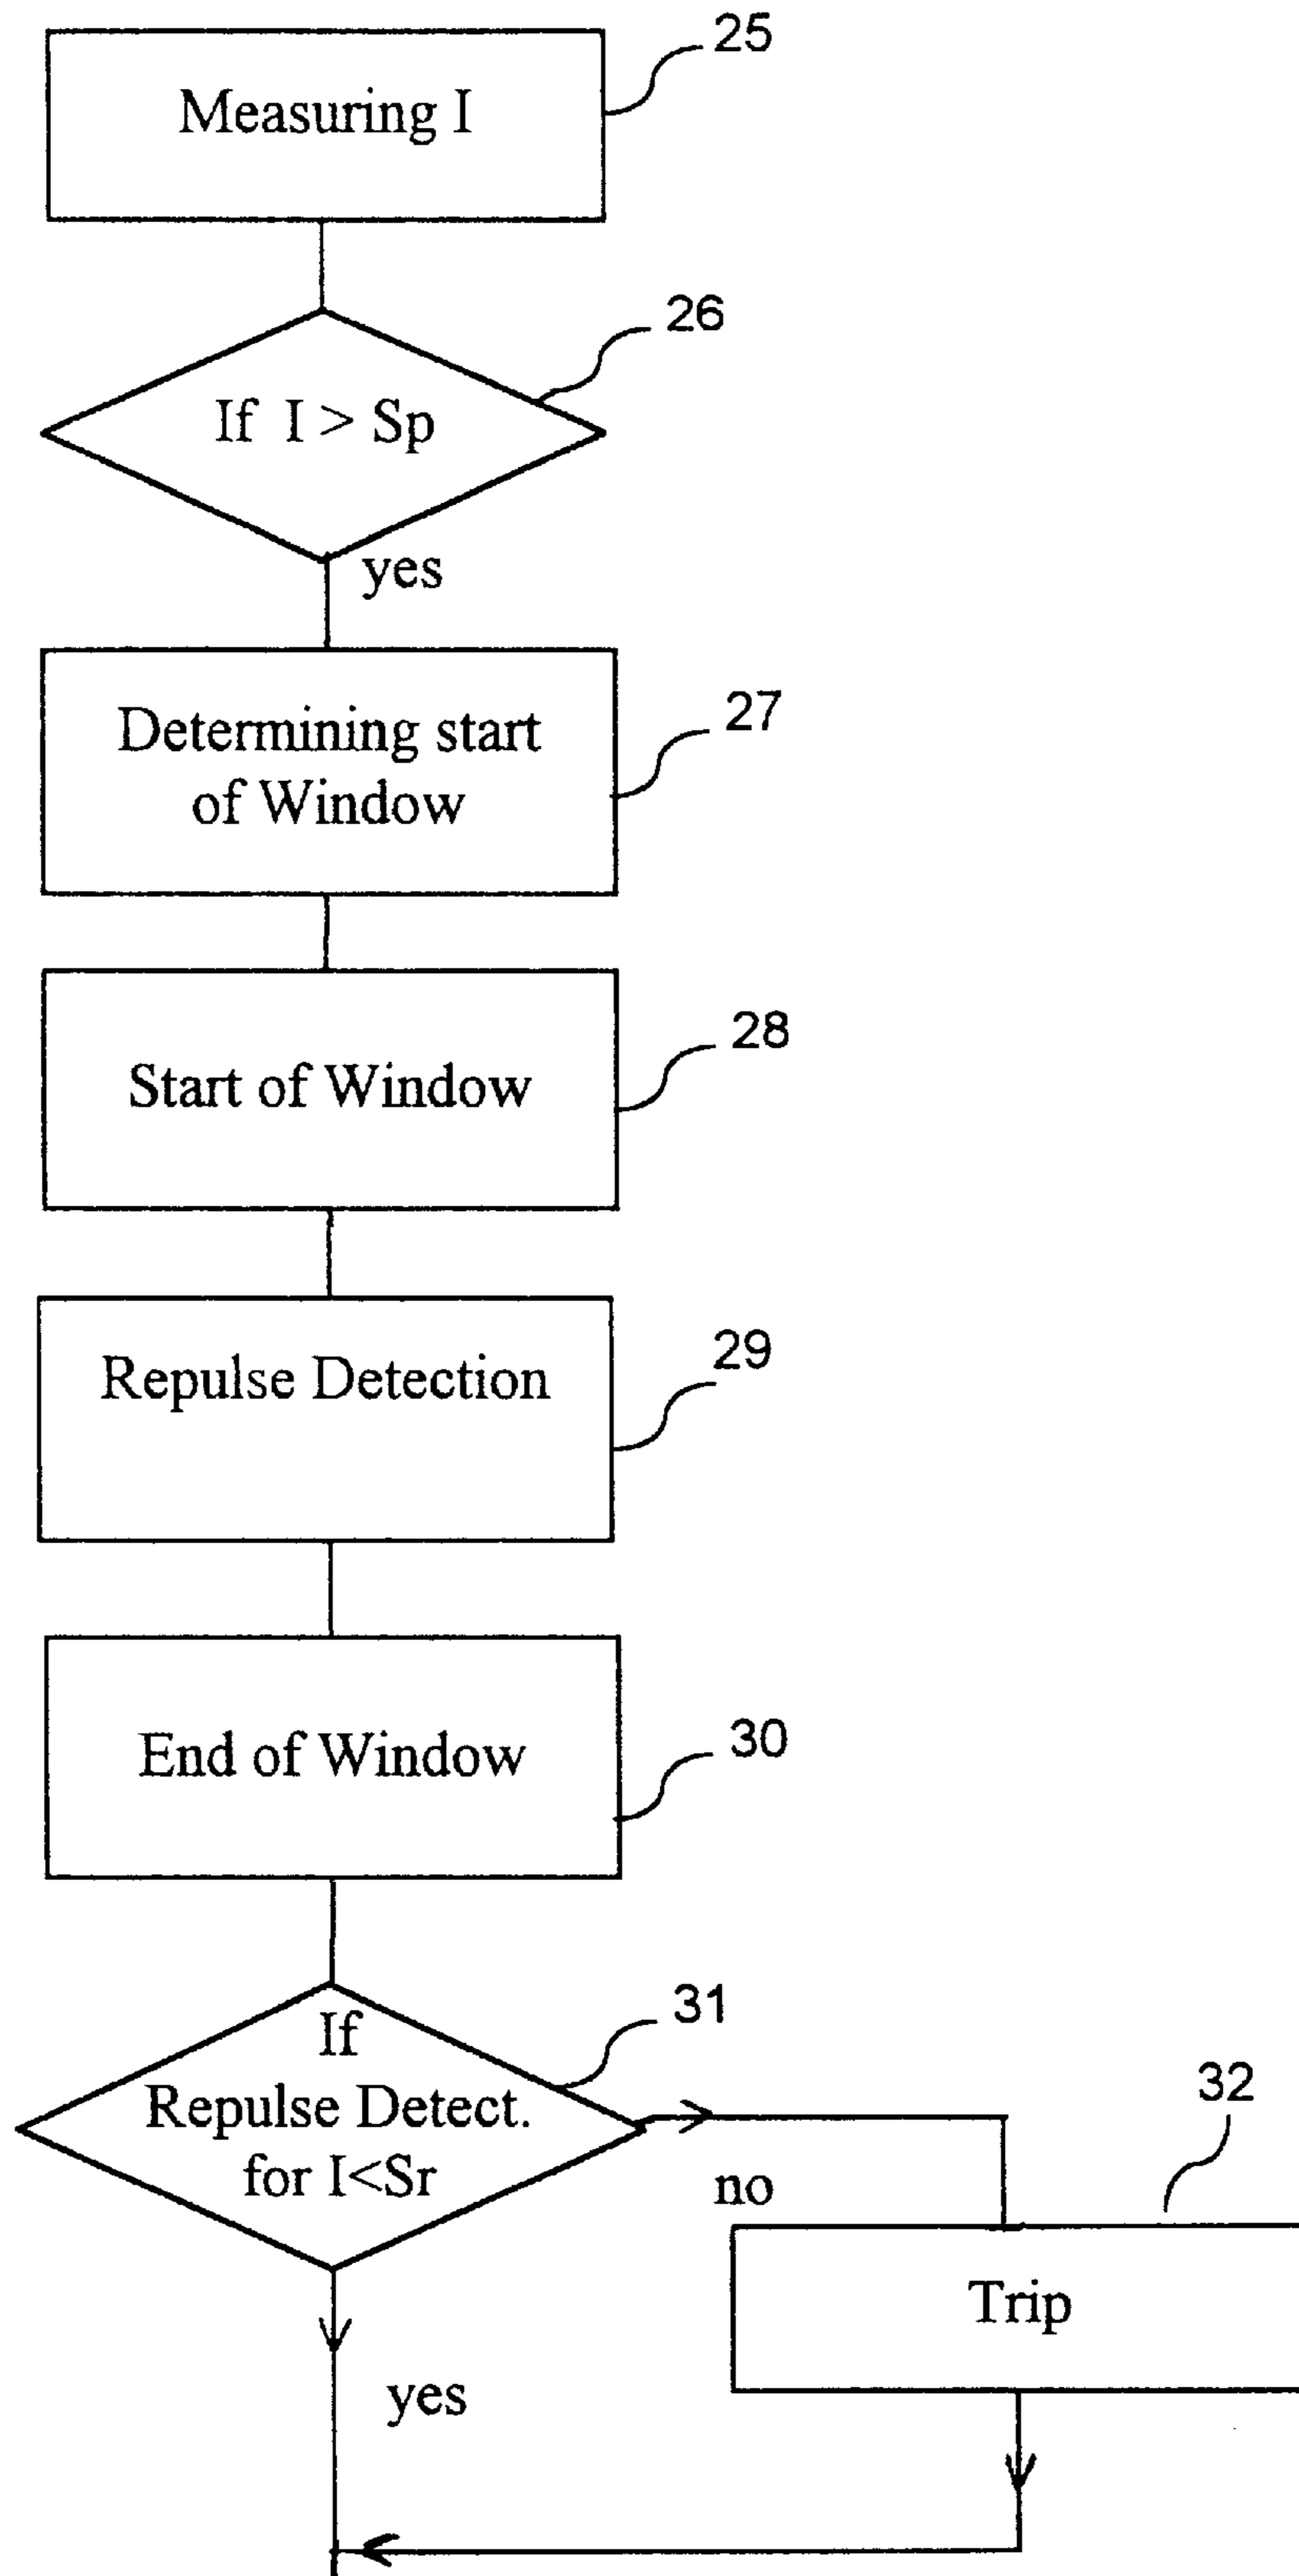 25
Measuring I
26
If I > Sp
yes
27
Determining start
of Window
28
Start of Window
29
Repulse Detection
30
End of Window
31
If
Repulse Detect.
for I<Sr
32
no
Trip
yes